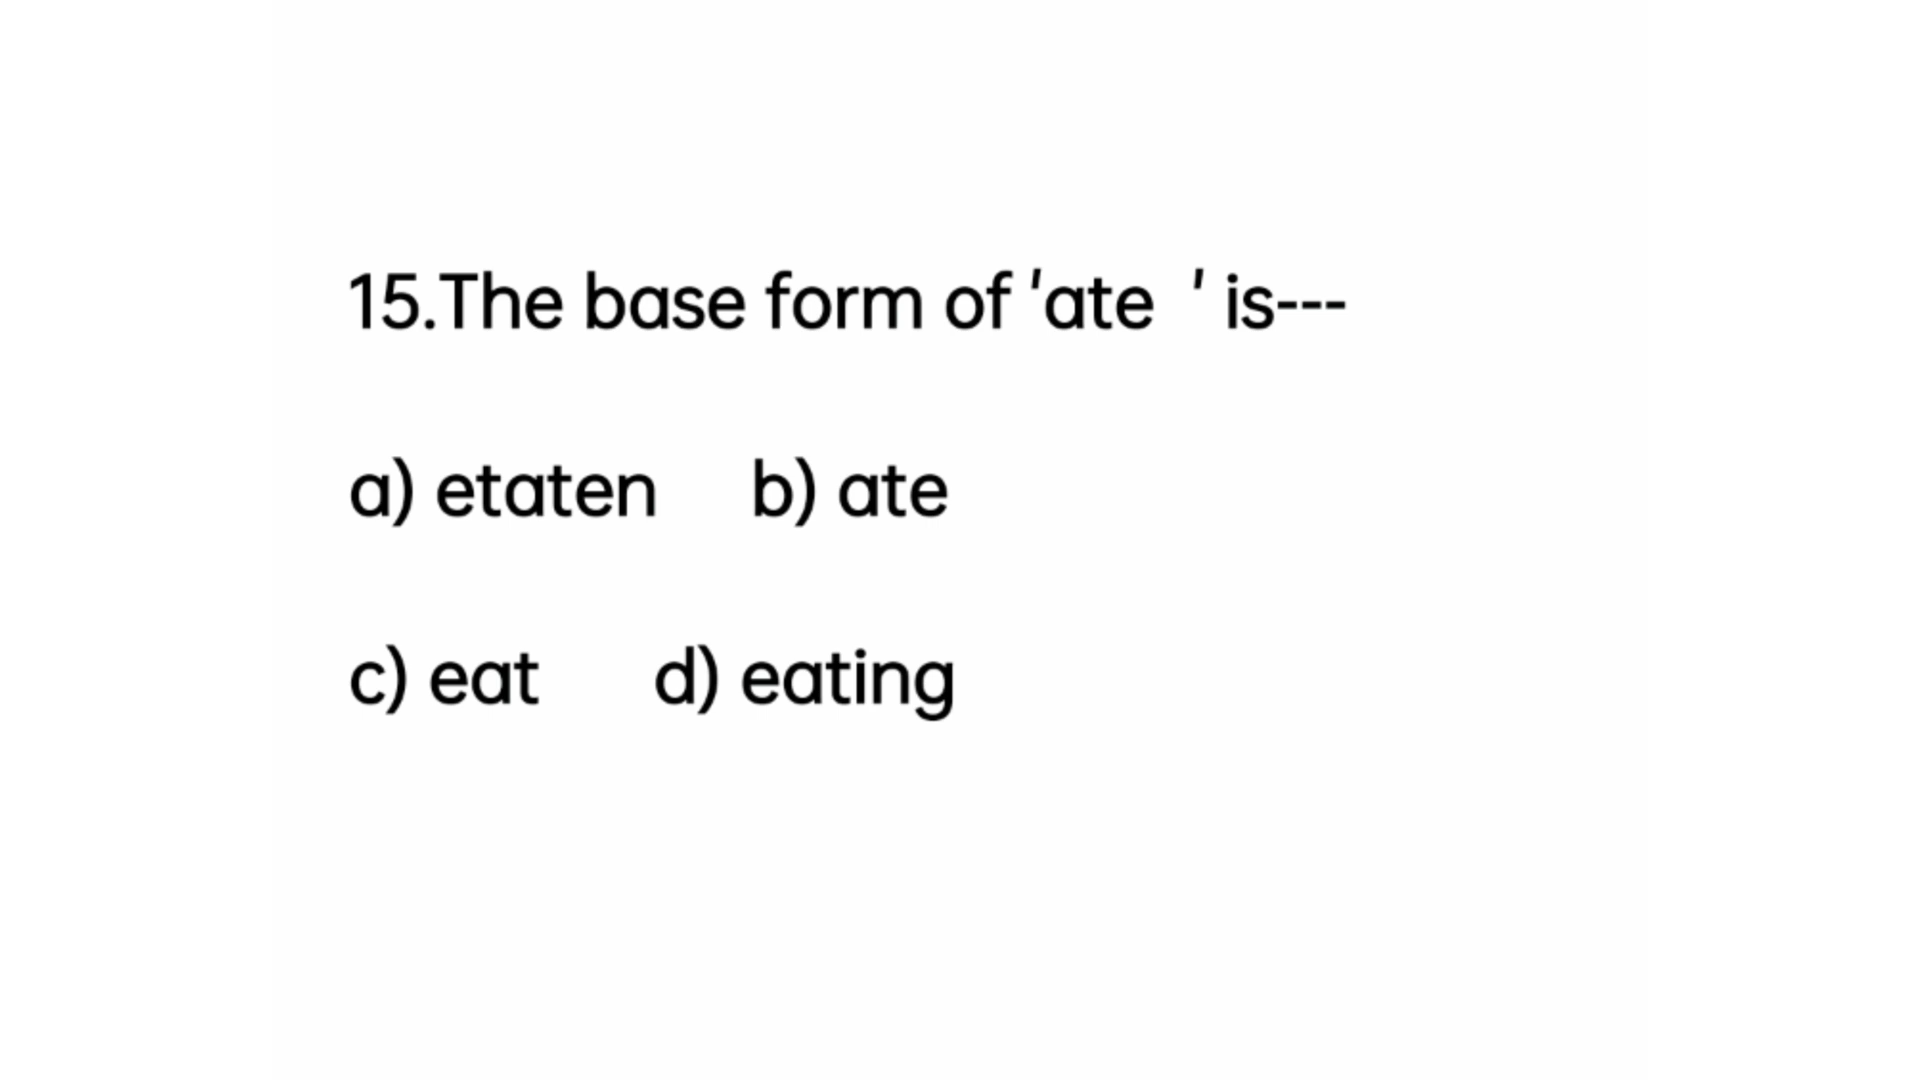 15.The base form of 'ate  ' is---
a) etaten    b) ate
c) eat     d) eating